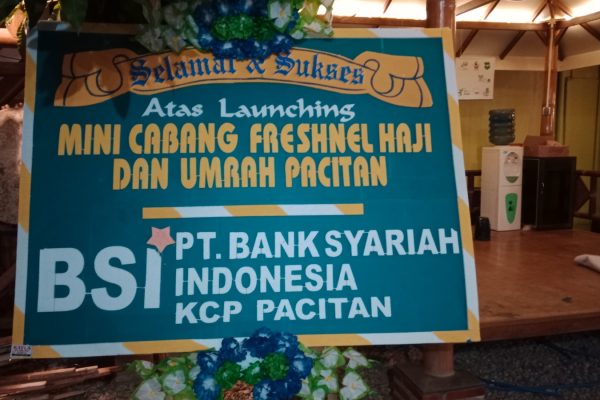 Selamat & Sukses
Atas Launching
MINI CABANG FRESHNEL HAJI
DAN UMRAH PACITAN
BSI
PT. BANK SYARIAH
INDONESIA
KCP PACITAN